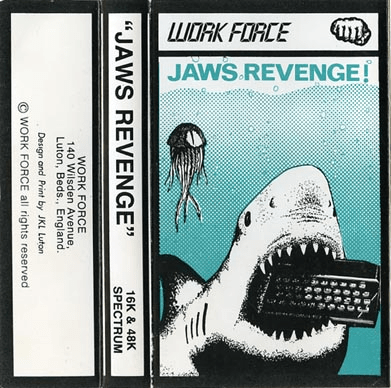 WORK FORCE
JAWS REVENGE!
"JAWS REVENGE"
16K & 48K
SPECTRUM
WORK FORCE
140 Wilsden Avenue,
Luton, Beds., England.
Design and Print by JKL Luton
© WORK FORCE all rights reserved